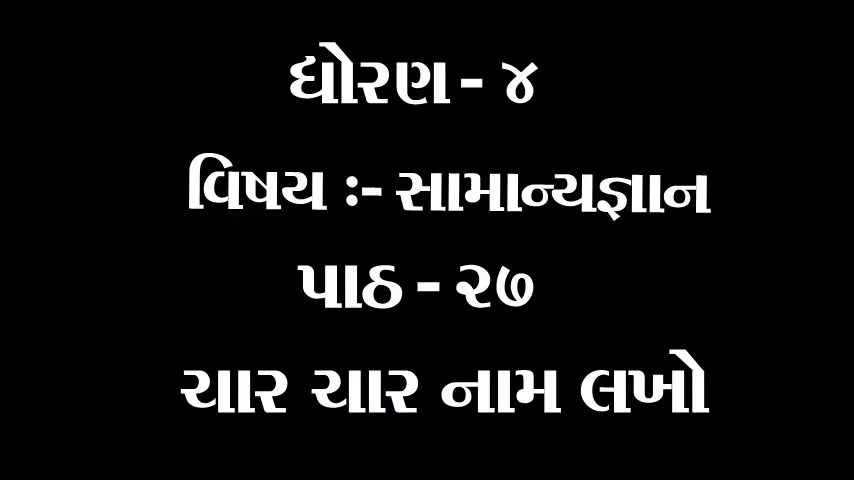 ધોરણ - ૪
વિષય ઃ- સામાન્યજ્ઞાન
પાઠ - ૨૭
ચાર ચાર નામ લખો